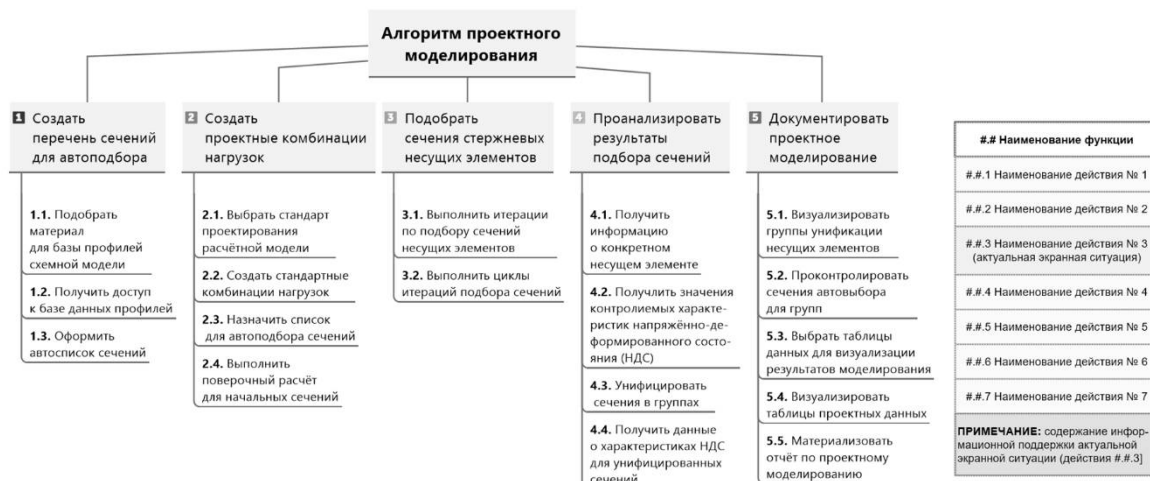 Алгоритм проектного
моделирования
1 Создать
перечень сечений
для автоподбора
1.1. Подобрать
материал
для базы профилей
схемной модели
1.2. Получить доступ
к базе данных профилей
1.3. Оформить
автосписок сечений
2 Создать
проектные комбинации
нагрузок
2.1. Выбрать стандарт
проектирования
расчётной модели
2.2. Создать стандартные
комбинации нагрузок
2.3. Назначить список
для автоподбора сечений
2.4. Выполнить
поверочный расчёт
для начальных сечений
3 Подобрать
сечения стержневых
несущих элементов
3.1. Выполнить итерации
по подбору сечений
несущих элементов
3.2. Выполнить циклы
итераций подбора сечений
4 Проанализировать
результаты
подбора сечений
4.1. Получить
информацию
о конкретном
несущем элементе
4.2. Получлить значения
контролиемых характе-
ристик напряжённо-де-
формированного состо-
яния (НДС)
4.3. Унифицировать
сечения в группах
4.4. Получить данные
о характеристиках НДС
для унифицированных
сечений
5 Документировать
проектное
моделирование
5.1. Визуализировать
группы унификации
несущих элементов
5.2. Проконтролировать
сечения автовыбора
для групп
5.3. Выбрать таблицы
данных для визуализации
результатов моделирования
5.4. Визуализировать
таблицы проектных данных
5.5. Материализовать
отчёт по проектному
моделированию
#.# Наименование функции
#.#.1 Наименование действия № 1
#.#.2 Наименование действия № 2
#.#.3 Наименование действия № 3
(актуальная экранная ситуация)
#.#.4 Наименование действия № 4
#.#.5 Наименование действия № 5
#.#.6 Наименование действия № 6
#.#.7 Наименование действия № 7
ПРИМЕЧАНИЕ: содержание инфор-
мационной поддержки актуальной
экранной ситуации (действия #.#.3]